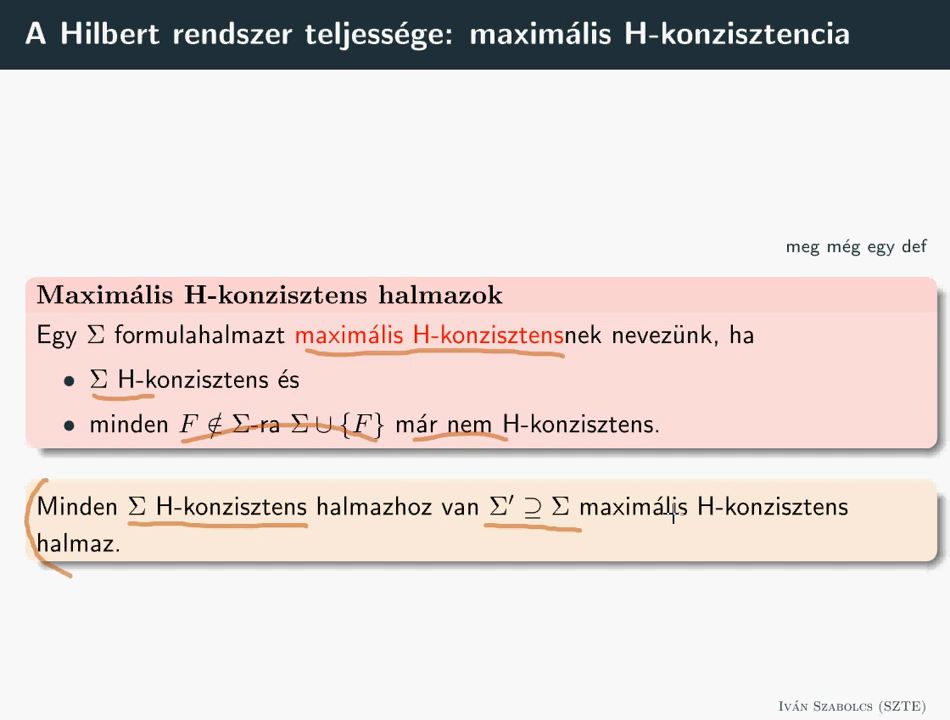 A Hilbert rendszer teljessége: maximális H-konzisztencia
meg még egy def
Maximális H-konzisztens halmazok
Egy Σ formulahalmazt maximális H-konzisztensnek nevezünk, ha
• Σ H-konzisztens és
• minden F ∉ Σ-ra Σ ∪ {F} már nem H-konzisztens.
Minden Σ H-konzisztens halmazhoz van Σ′ ⊇ Σ maximális H-konzisztens
halmaz.
Iván Szabolcs (SZTE)